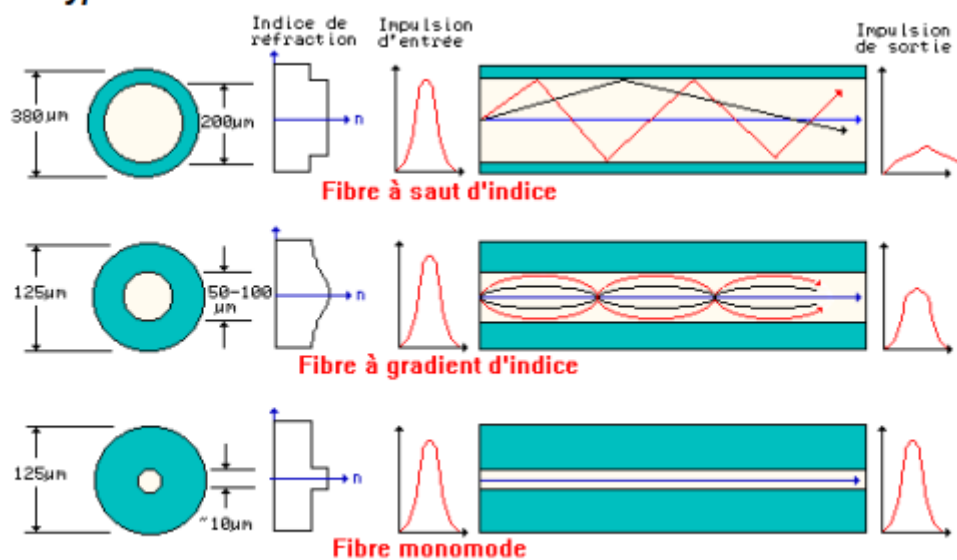 Indice de
réfraction
Impulsion
d'entrée
Impulsion
de sortie
380µm
200µm
n
Fibre à saut d'indice
125µm
50-100
µm
n
Fibre à gradient d'indice
125µm
~10µm
n
Fibre monomode